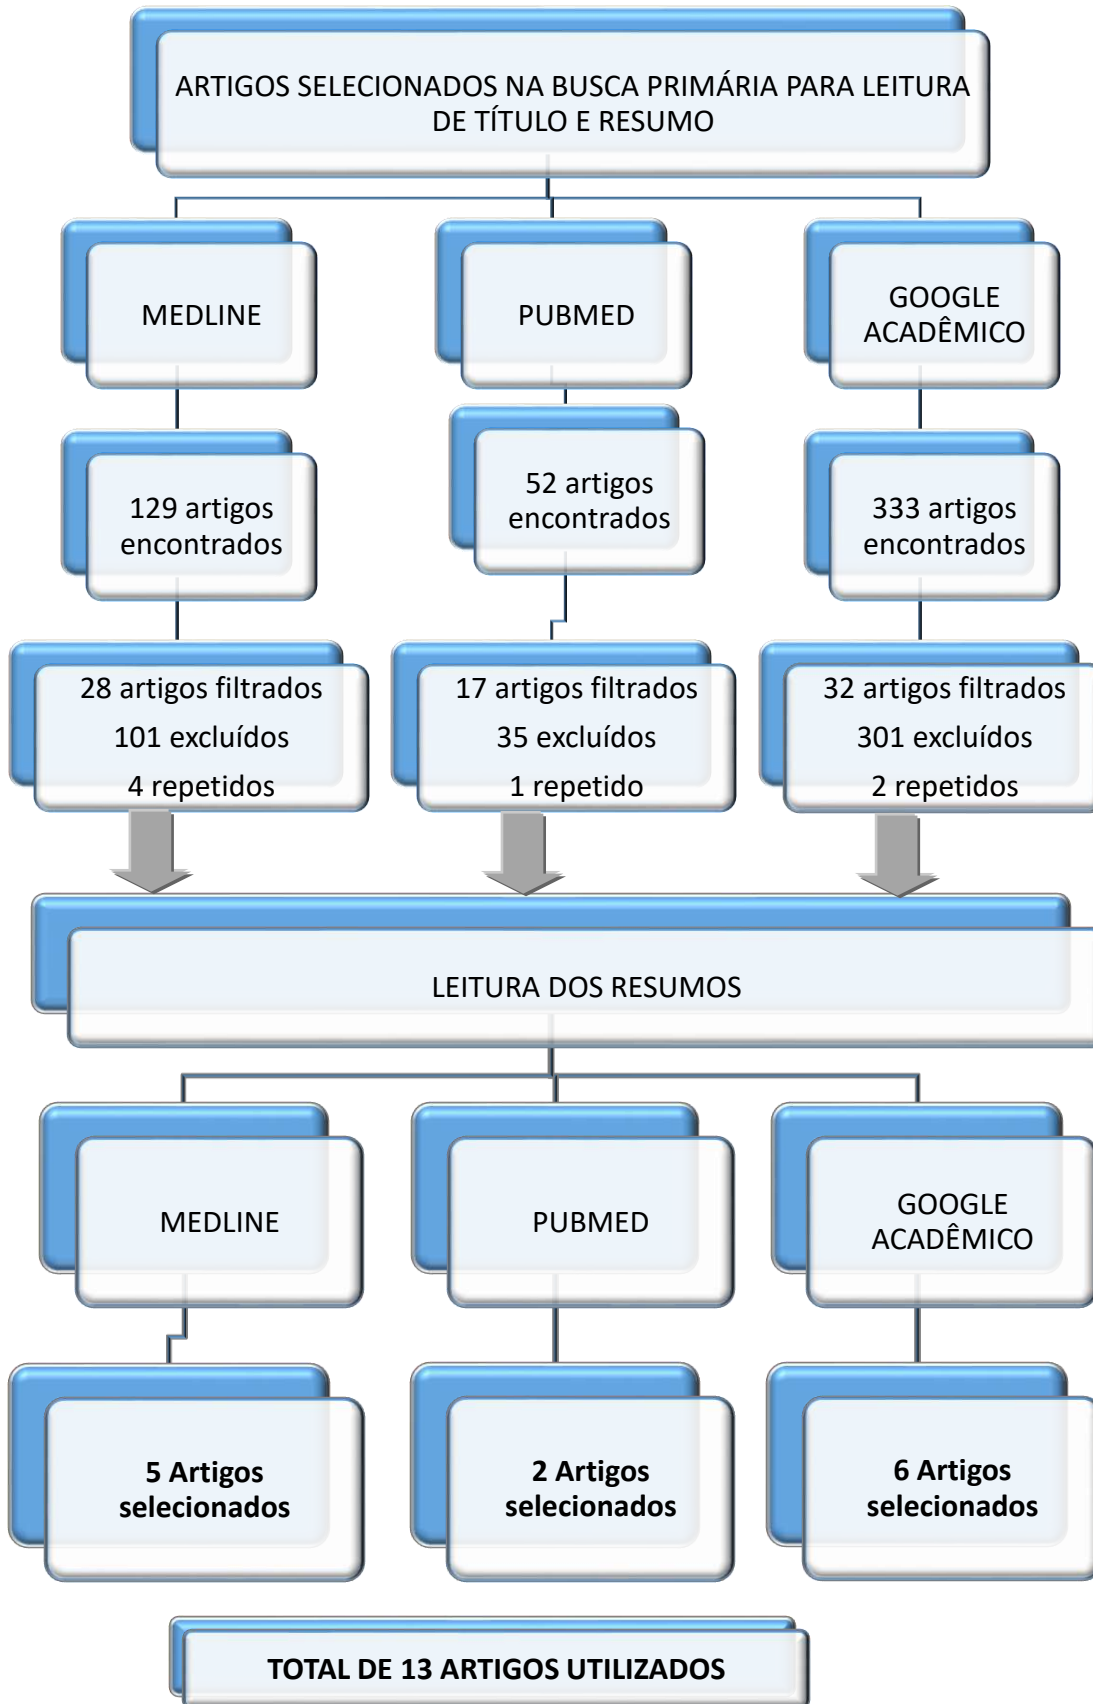 ARTIGOS SELECIONADOS NA BUSCA PRIMÁRIA PARA LEITURA
DE TÍTULO E RESUMO
MEDLINE
PUBMED
GOOGLE
ACADÊMICO
129 artigos
encontrados
52 artigos
encontrados
333 artigos
encontrados
28 artigos filtrados
101 excluídos
4 repetidos
17 artigos filtrados
35 excluídos
1 repetido
32 artigos filtrados
301 excluídos
2 repetidos
LEITURA DOS RESUMOS
MEDLINE
PUBMED
GOOGLE
ACADÊMICO
5 Artigos
selecionados
2 Artigos
selecionados
6 Artigos
selecionados
TOTAL DE 13 ARTIGOS UTILIZADOS